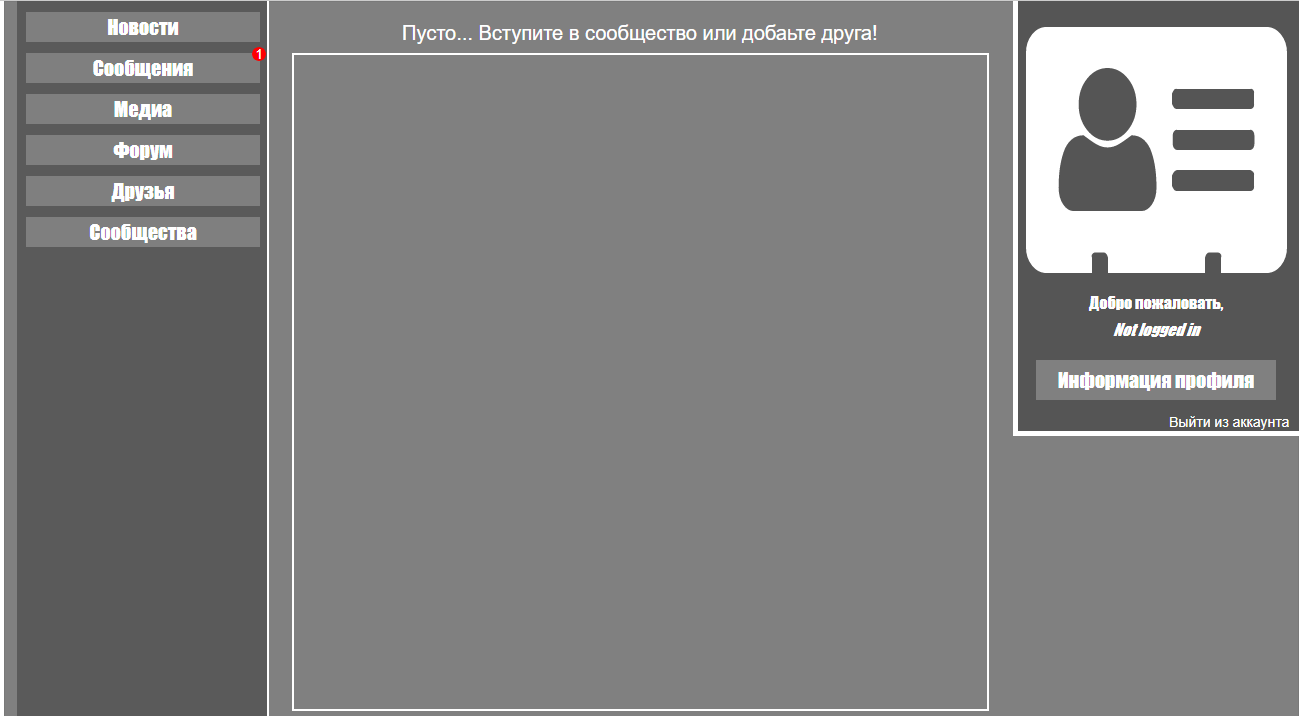 Новости
Сообщения
1
Медиа
Форум
Друзья
Сообщества
Пусто... Вступите в сообщество или добаьте друга!
Добро пожаловать,
Not logged in
Информация профиля
Выйти из аккаунта